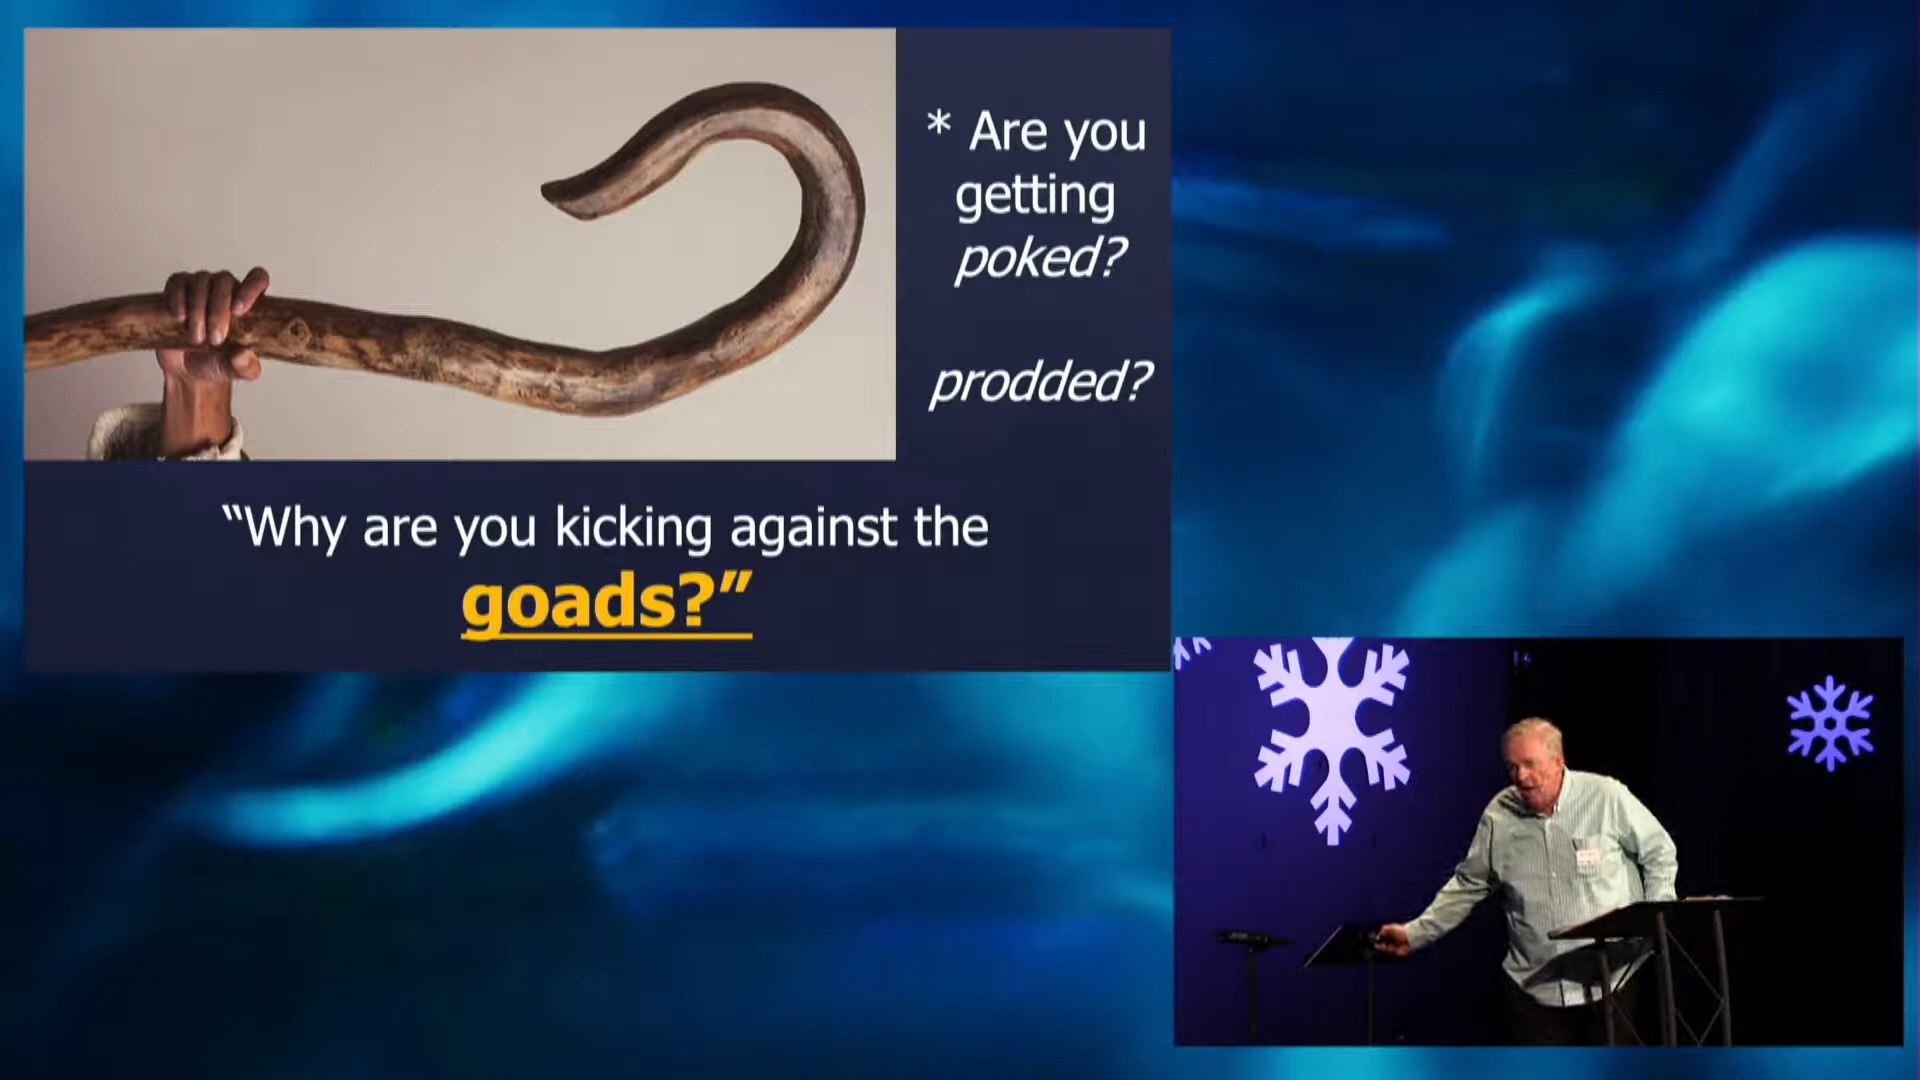 * Are you
getting
poked?
prodded?
“Why are you kicking against the
goads?”